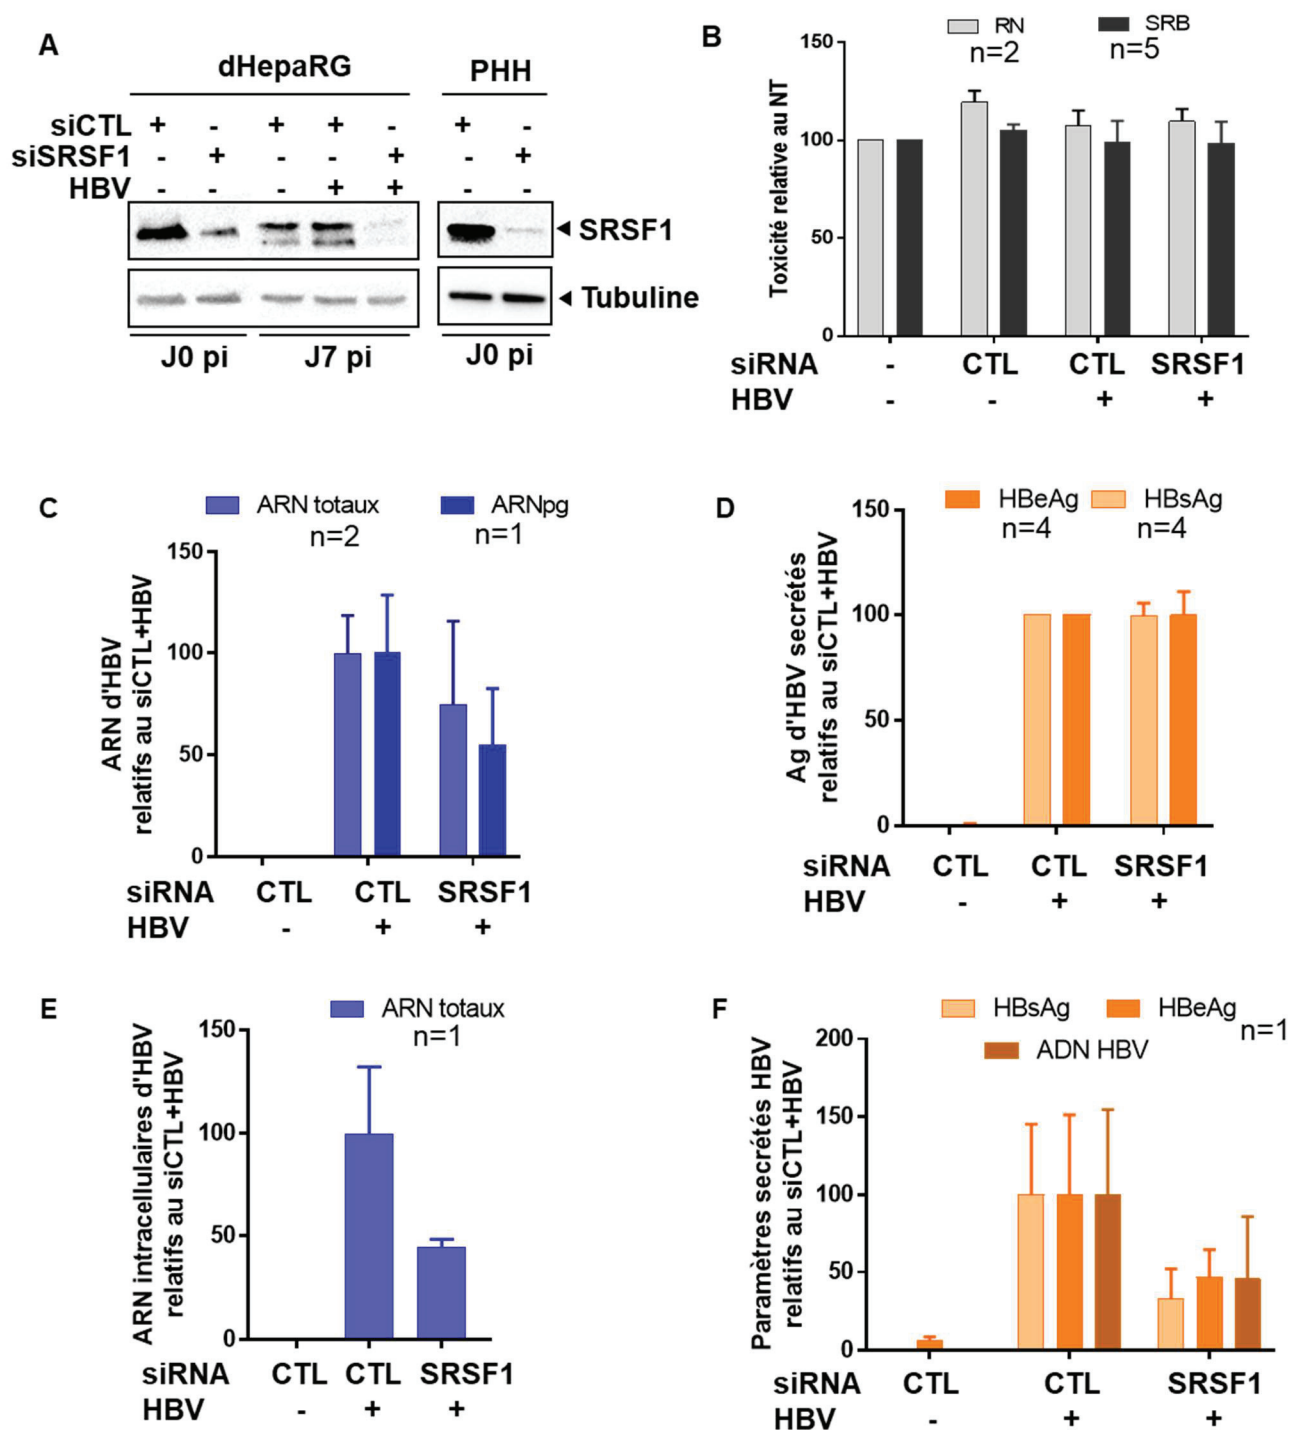 A
dHepaRG
PHH
siCTL + - + + - + -
siSRSF1 - + - - + - +
HBV - - - + + - -
SRSF1
Tubuline
J0 pi
J7 pi
J0 pi
B
RN
n=2
SRB
n=5
Toxicité relative au NT
150
100
50
0
siRNA - CTL CTL SRSF1
HBV - - + +
C
ARN totaux
n=2
ARNpg
n=1
ARN d'HBV
relatifs au siCTL+HBV
150
100
50
0
siRNA CTL CTL SRSF1
HBV - + +
D
HBeAg
n=4
HBsAg
n=4
Ag d'HBV secrétés
relatifs au siCTL+HBV
150
100
50
0
siRNA CTL CTL SRSF1
HBV - + +
E
ARN totaux
n=1
ARN intracellulaires d'HBV
relatifs au siCTL+HBV
150
100
50
0
siRNA CTL CTL SRSF1
HBV - + +
F
HBsAg
HBeAg
n=1
ADN HBV
Paramètres secrétés HBV
relatifs au siCTL+HBV
200
150
100
50
0
siRNA CTL CTL SRSF1
HBV - + +